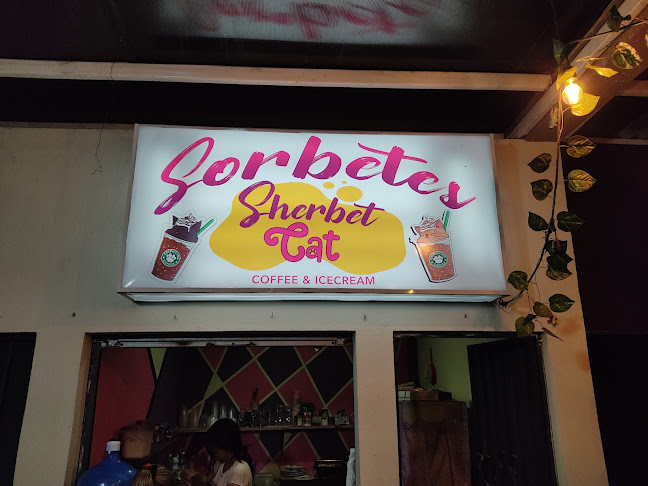 Sorbetes
Sherbet
Cat
COFFEE & ICECREAM